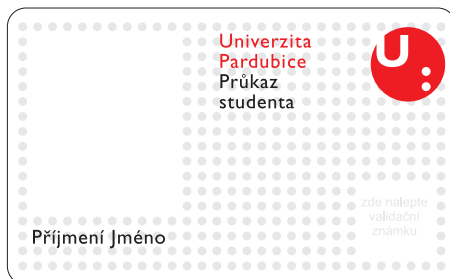 Univerzita
Pardubice
Průkaz
studenta
U:
zde nalepte
validační
známku
Příjmení Jméno